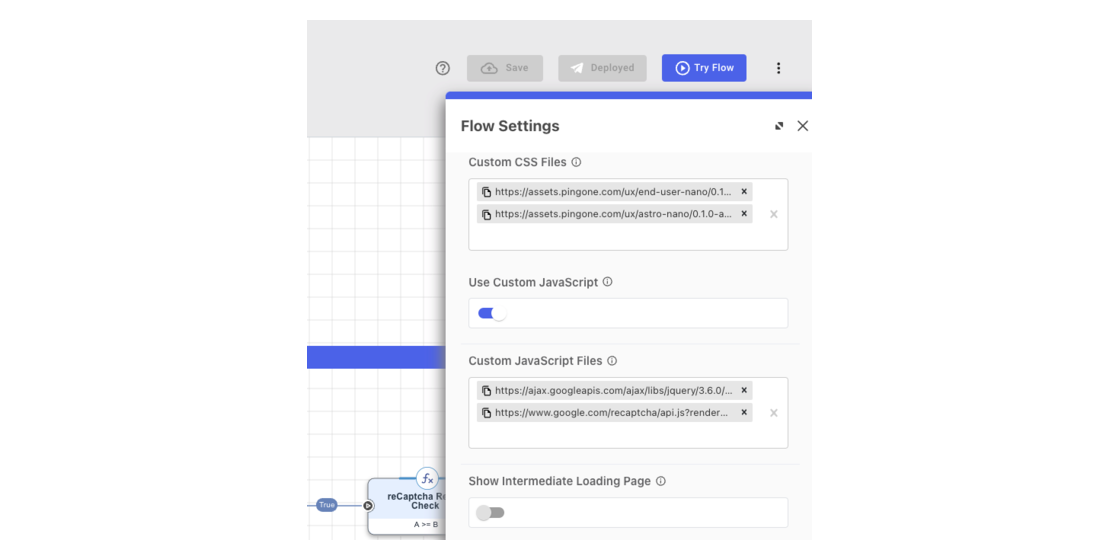 Save
Deployed
Try Flow
Flow Settings
Custom CSS Files
https://assets.pingone.com/ux/end-user-nano/0.1...
https://assets.pingone.com/ux/astro-nano/0.1.0-a...
Use Custom JavaScript
Custom JavaScript Files
https://ajax.googleapis.com/ajax/libs/jquery/3.6.0/...
https://www.google.com/recaptcha/api.js?render...
Show Intermediate Loading Page
fx
True
reCaptcha Re
Check
A >= B